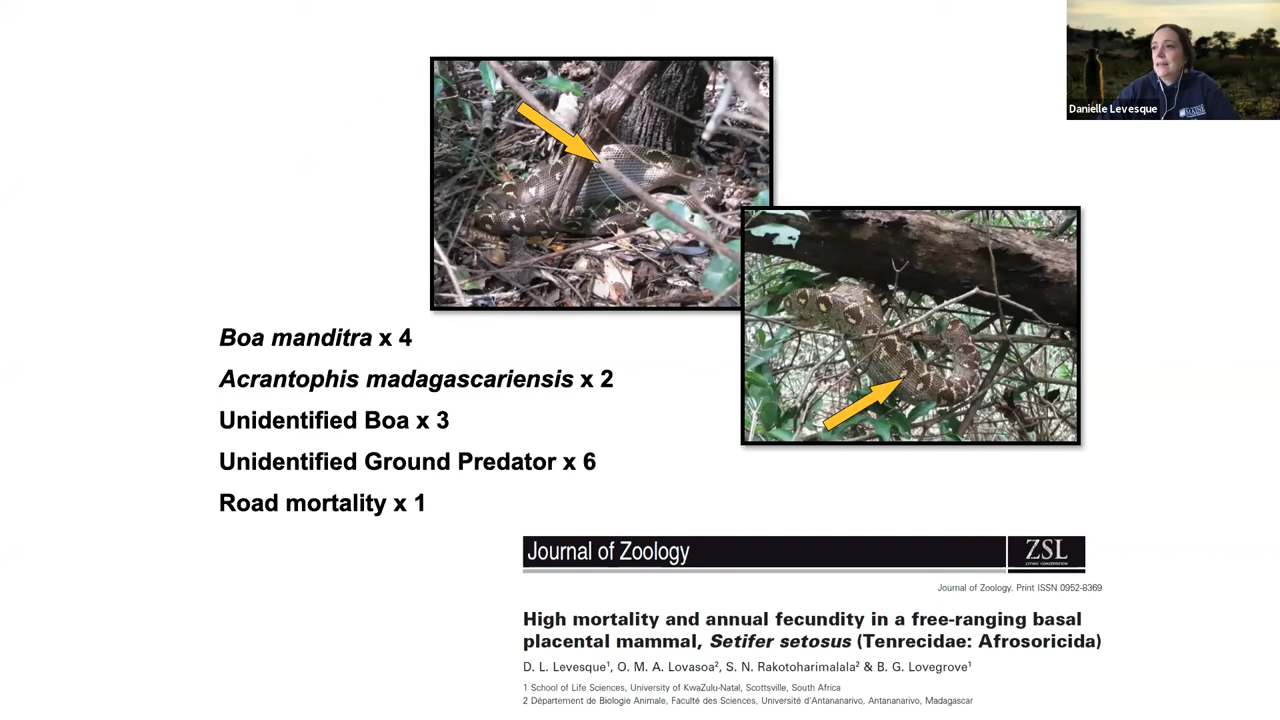 Danielle Levesque
MAINE
Boa manditra x 4
Acrantophis madagascariensis x 2
Unidentified Boa x 3
Unidentified Ground Predator x 6
Road mortality x 1
Journal of Zoology
ZSL
LIVING CONSERVATION
Journal of Zoology. Print ISSN 0952-8369
High mortality and annual fecundity in a free-ranging basal
placental mammal, Setifer setosus (Tenrecidae: Afrosoricida)
D. L. Levesque¹, O. M. A. Lovasoa², S. N. Rakotoharimalala² & B. G. Lovegrove¹
1 School of Life Sciences, University of KwaZulu-Natal, Scottsville, South Africa
2 Département de Biologie Animale, Faculté des Sciences, Université d'Antananarivo, Antananarivo, Madagascar